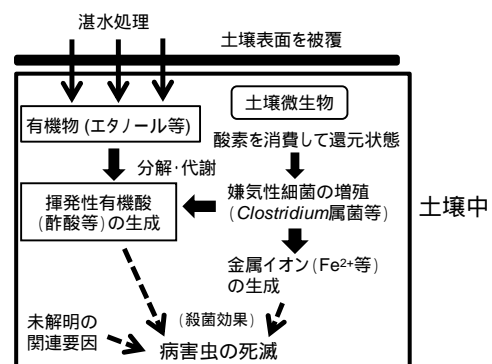 湛水処理
土壌表面を被覆
有機物 (エタノール等)
土壌微生物
酸素を消費して還元状態
分解･代謝
揮発性有機酸
(酢酸等)の生成
嫌気性細菌の増殖
(Clostridium属菌等)
土壌中
金属イオン(Fe²⁺等)
の生成
未解明の
関連要因
(殺菌効果)
病害虫の死滅